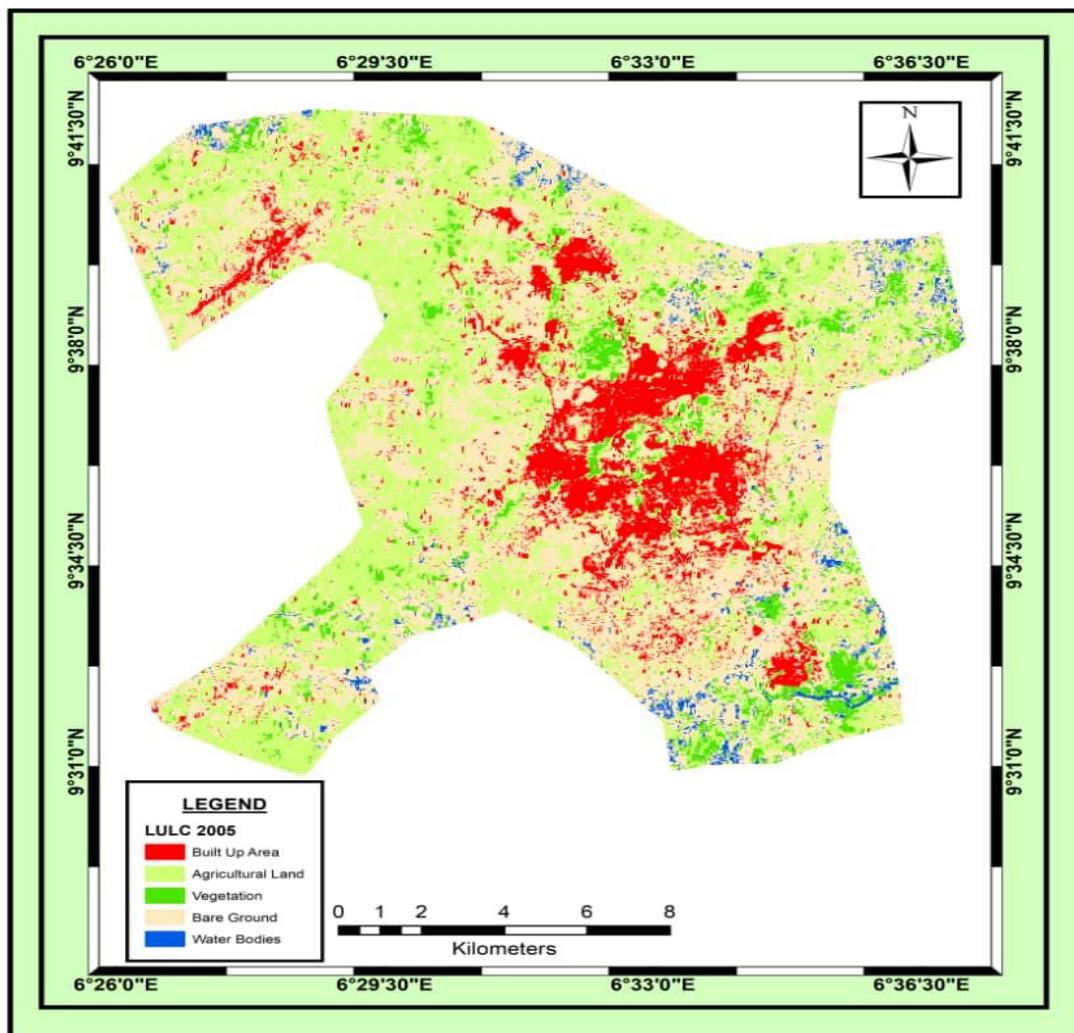 6°26'0"E 6°29'30"E 6°33'0"E 6°36'30"E
9°41'30"N
9°38'0"N
9°34'30"N
9°31'0"N
N
9°41'30"N
9°38'0"N
9°34'30"N
9°31'0"N
LEGEND
LULC 2005
Built Up Area
Agricultural Land
Vegetation
Bare Ground
Water Bodies
0 1 2 4 6 8
Kilometers
6°26'0"E 6°29'30"E 6°33'0"E 6°36'30"E